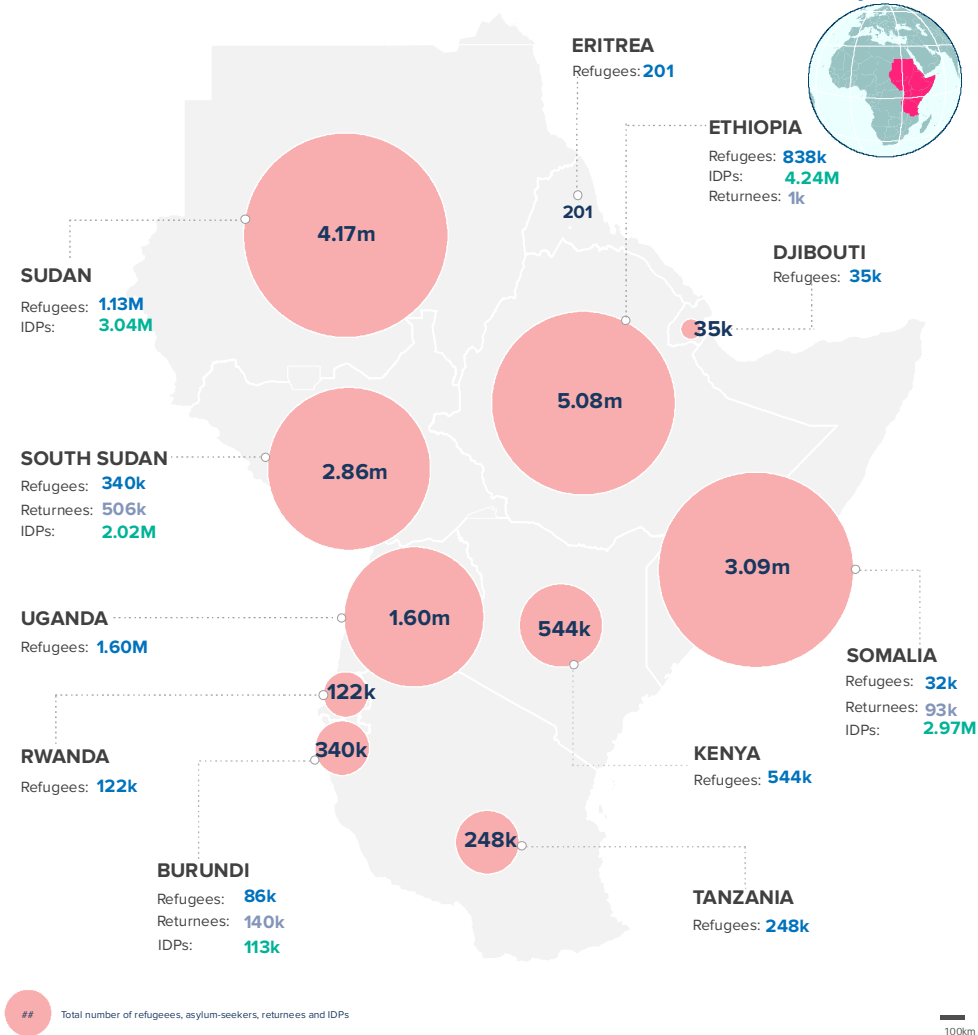 ERITREA
Refugees: 201
ETHIOPIA
Refugees: 838k
IDPs: 4.24M
Returnees: 1k
201
4.17m
DJIBOUTI
Refugees: 35k
SUDAN
Refugees: 1.13M
IDPs: 3.04M
35k
5.08m
SOUTH SUDAN
Refugees: 340k
Returnees: 506k
IDPs: 2.02M
2.86m
3.09m
UGANDA
Refugees: 1.60M
1.60m
544k
SOMALIA
Refugees: 32k
Returnees: 93k
IDPs: 2.97M
122k
RWANDA
Refugees: 122k
340k
KENYA
Refugees: 544k
248k
BURUNDI
Refugees: 86k
Returnees: 140k
IDPs: 113k
TANZANIA
Refugees: 248k
## Total number of refugeees, asylum-seekers, returnees and IDPs
100km